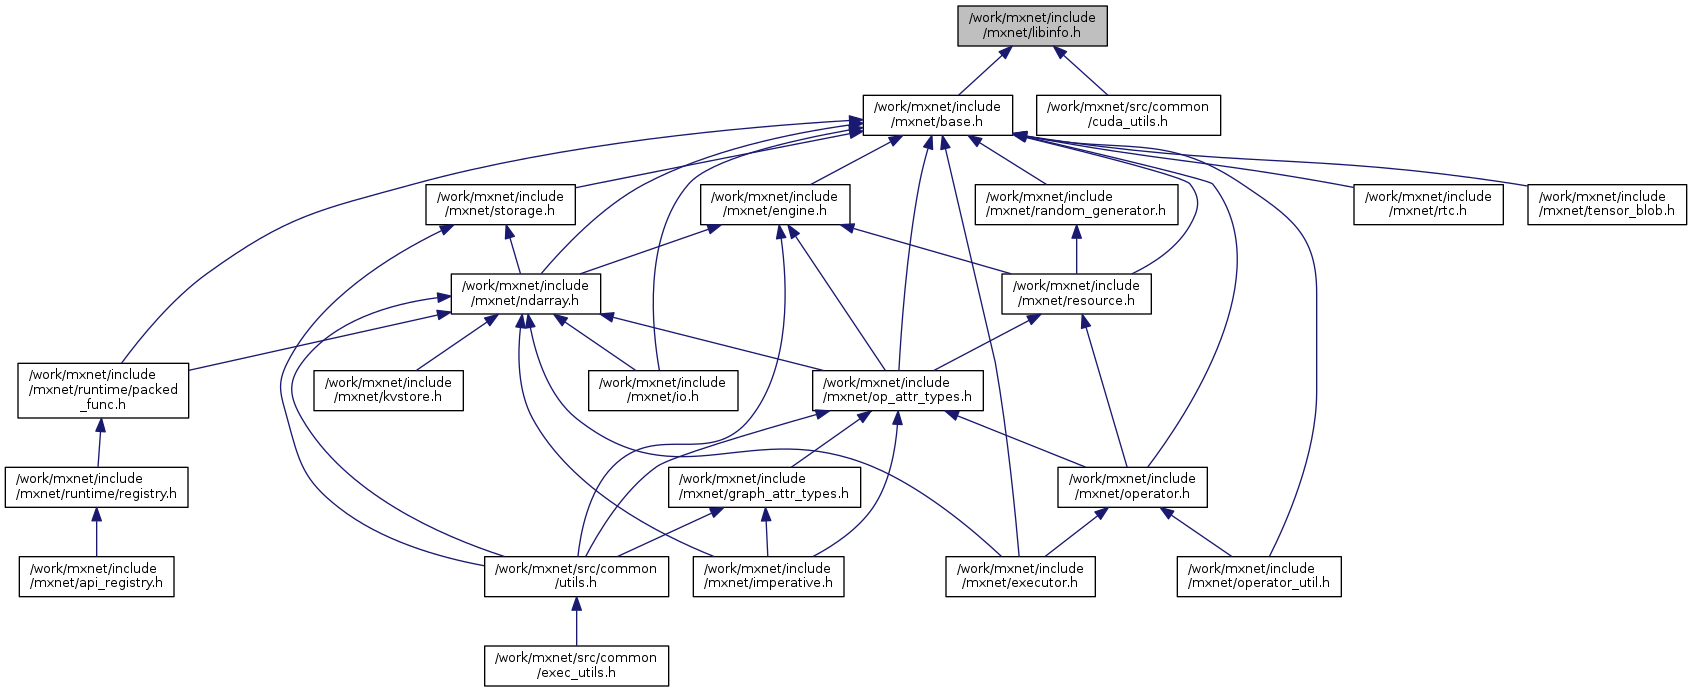 /work/mxnet/include
/mxnet/libinfo.h
/work/mxnet/include
/mxnet/base.h
/work/mxnet/src/common
/cuda_utils.h
/work/mxnet/include
/mxnet/storage.h
/work/mxnet/include
/mxnet/engine.h
/work/mxnet/include
/mxnet/random_generator.h
/work/mxnet/include
/mxnet/rtc.h
/work/mxnet/include
/mxnet/tensor_blob.h
/work/mxnet/include
/mxnet/ndarray.h
/work/mxnet/include
/mxnet/resource.h
/work/mxnet/include
/mxnet/runtime/packed
_func.h
/work/mxnet/include
/mxnet/kvstore.h
/work/mxnet/include
/mxnet/io.h
/work/mxnet/include
/mxnet/op_attr_types.h
/work/mxnet/include
/mxnet/runtime/registry.h
/work/mxnet/include
/mxnet/graph_attr_types.h
/work/mxnet/include
/mxnet/operator.h
/work/mxnet/include
/mxnet/api_registry.h
/work/mxnet/src/common
/utils.h
/work/mxnet/include
/mxnet/imperative.h
/work/mxnet/include
/mxnet/executor.h
/work/mxnet/include
/mxnet/operator_util.h
/work/mxnet/src/common
/exec_utils.h